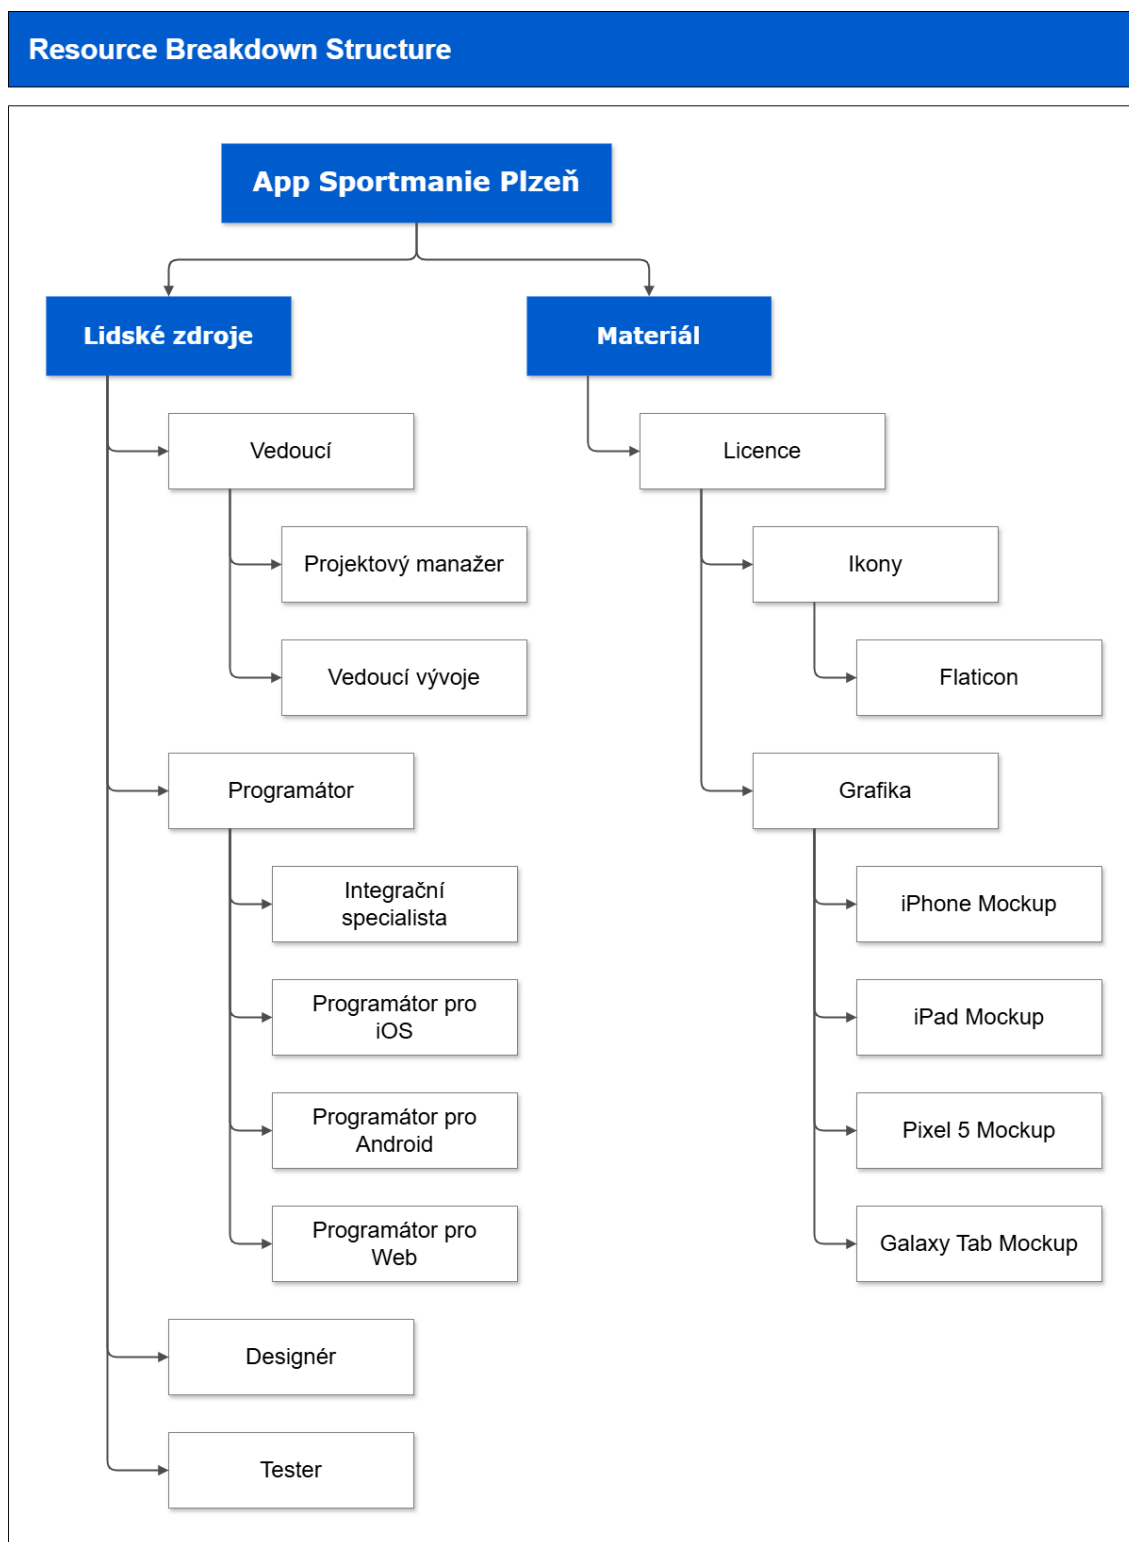 Resource Breakdown Structure
App Sportmanie Plzeň
Lidské zdroje
Materiál
Vedoucí
Licence
Projektový manažer
Ikony
Vedoucí vývoje
Flaticon
Programátor
Grafika
Integrační
specialista
iPhone Mockup
Programátor pro
iOS
iPad Mockup
Programátor pro
Android
Pixel 5 Mockup
Programátor pro
Web
Galaxy Tab Mockup
Designér
Tester